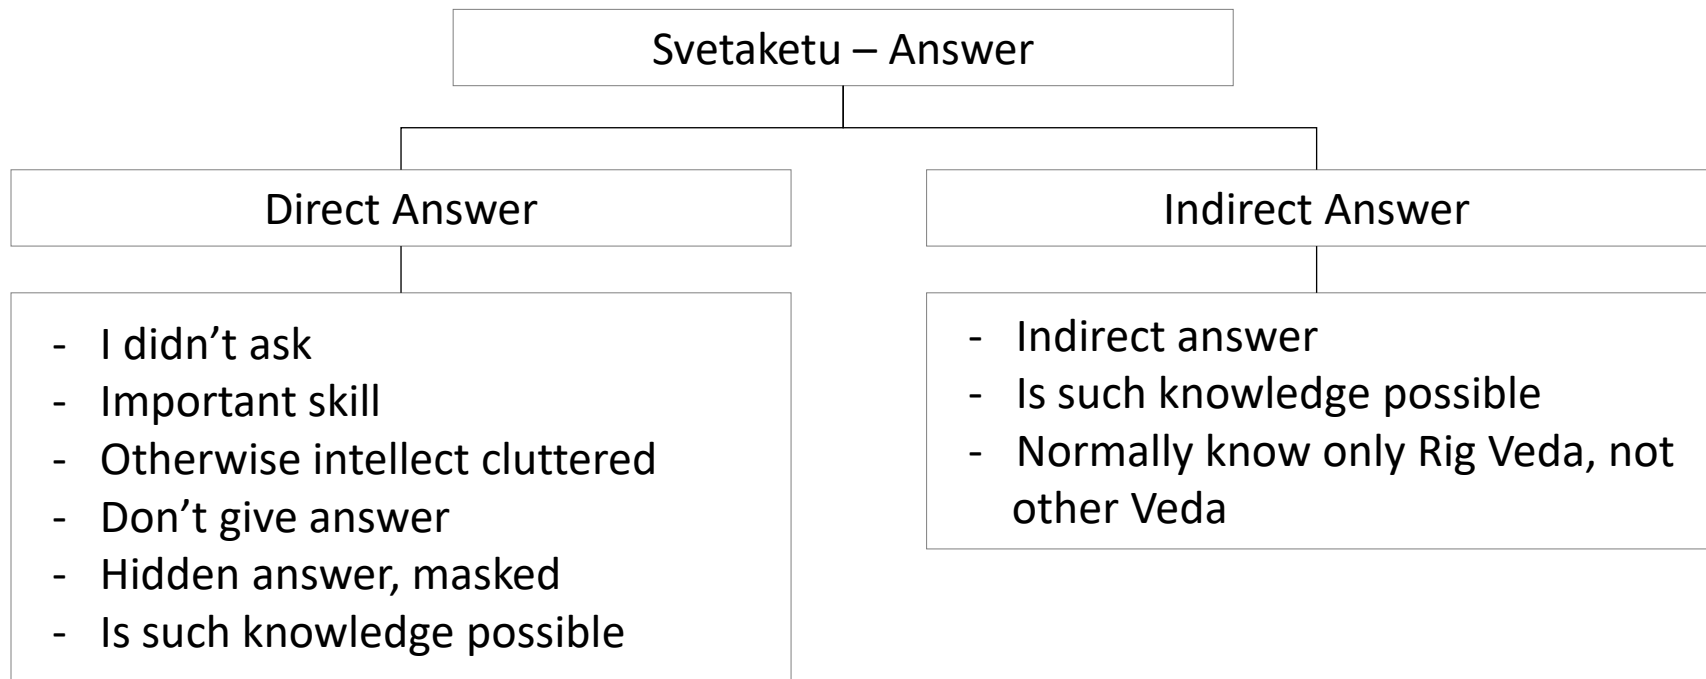 Svetaketu – Answer
Direct Answer
- I didn’t ask
- Important skill
- Otherwise intellect cluttered
- Don’t give answer
- Hidden answer, masked
- Is such knowledge possible
Indirect Answer
- Indirect answer
- Is such knowledge possible
- Normally know only Rig Veda, not
other Veda